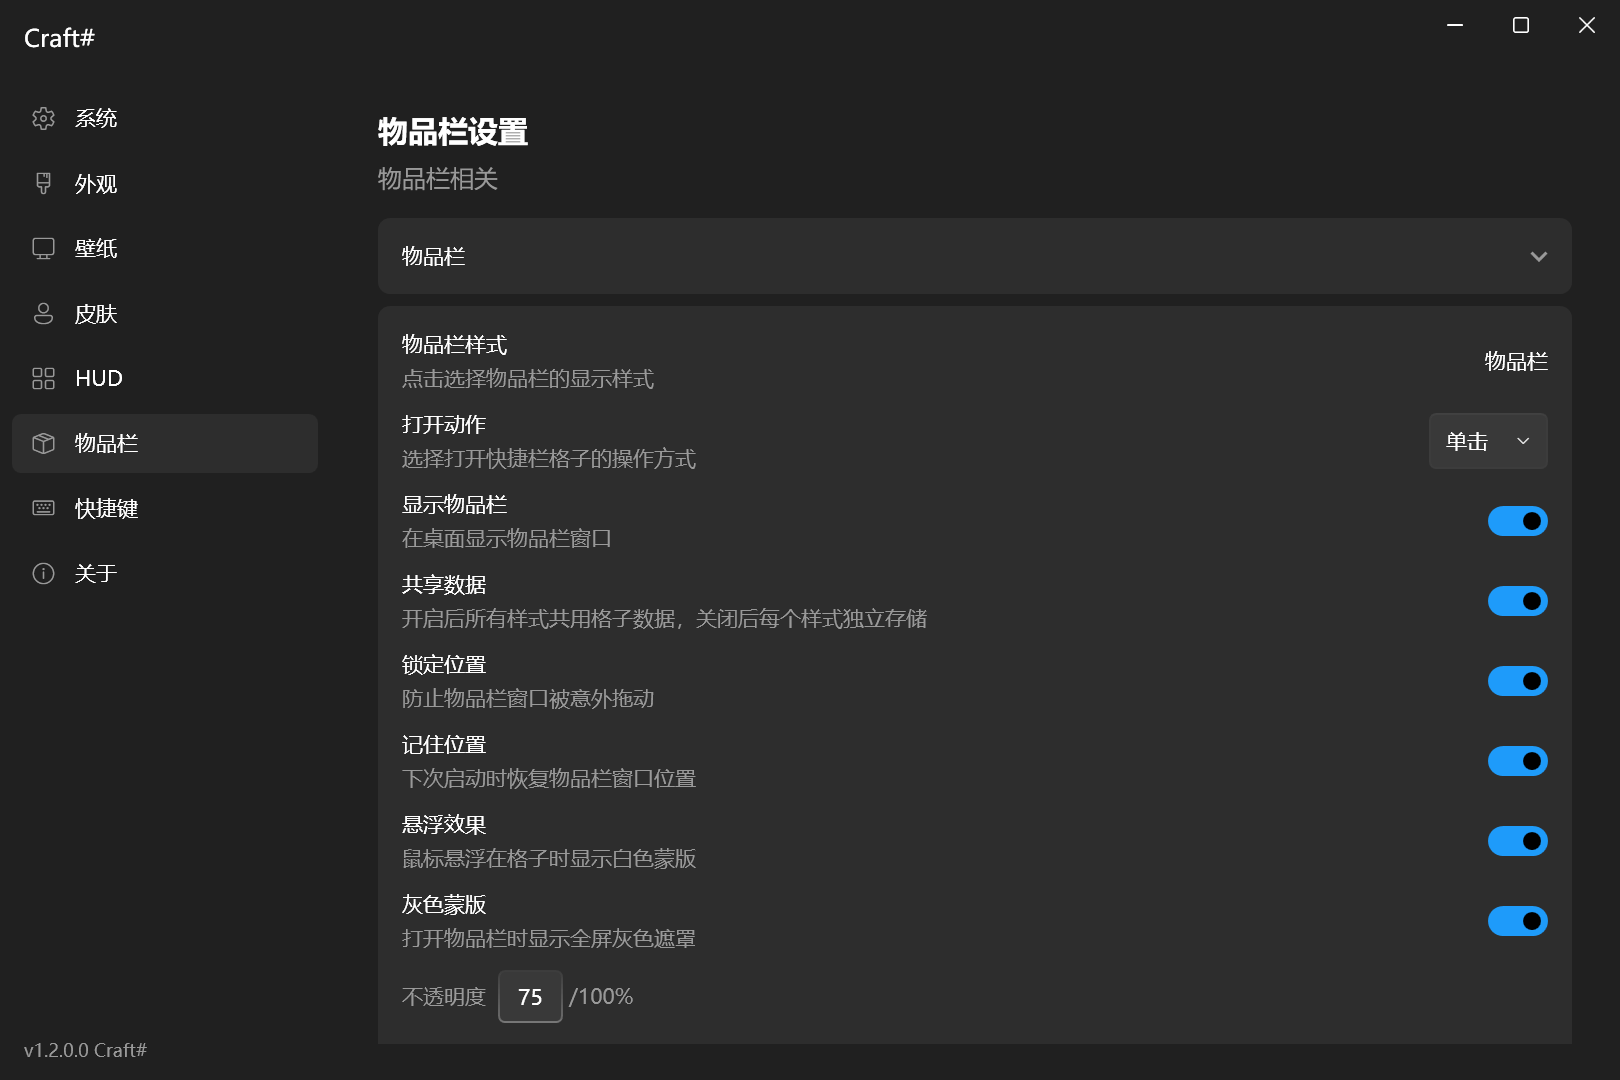 Craft#
系统
外观
壁纸
皮肤
HUD
物品栏
快捷键
关于
v1.2.0.0 Craft#
物品栏设置
物品栏相关
物品栏
物品栏样式
点击选择物品栏的显示样式
物品栏
打开动作
选择打开快捷栏格子的操作方式
单击
显示物品栏
在桌面显示物品栏窗口
共享数据
开启后所有样式共用格子数据，关闭后每个样式独立存储
锁定位置
防止物品栏窗口被意外拖动
记住位置
下次启动时恢复物品栏窗口位置
悬浮效果
鼠标悬浮在格子时显示白色蒙版
灰色蒙版
打开物品栏时显示全屏灰色遮罩
不透明度 75 /100%